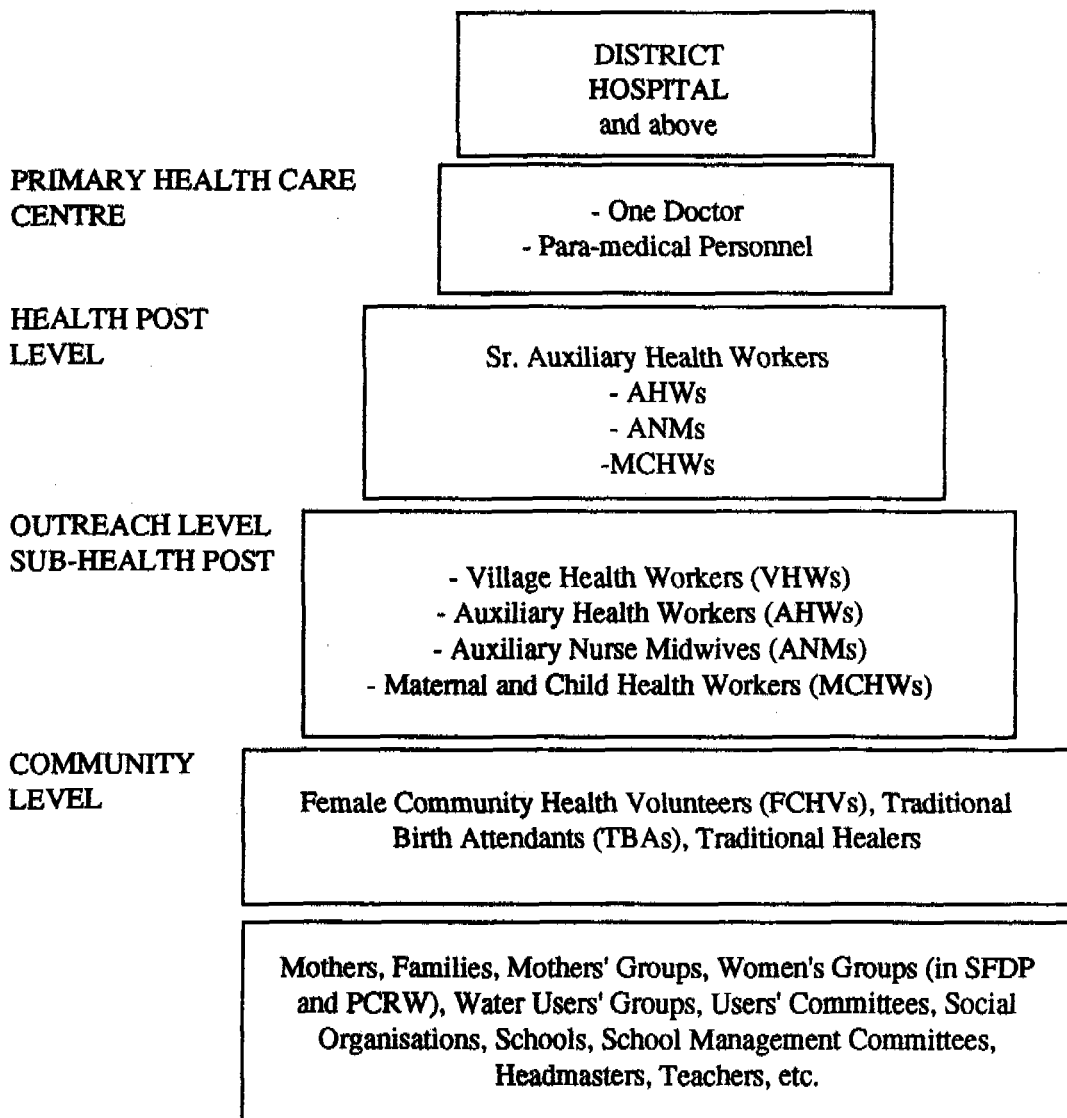 DISTRICT
HOSPITAL
and above
PRIMARY HEALTH CARE
CENTRE
- One Doctor
- Para-medical Personnel
HEALTH POST
LEVEL
Sr. Auxiliary Health Workers
- AHWs
- ANMs
-MCHWs
OUTREACH LEVEL
SUB-HEALTH POST
- Village Health Workers (VHWs)
- Auxiliary Health Workers (AHWs)
- Auxiliary Nurse Midwives (ANMs)
- Maternal and Child Health Workers (MCHWs)
COMMUNITY
LEVEL
Female Community Health Volunteers (FCHVs), Traditional
Birth Attendants (TBAs), Traditional Healers
Mothers, Families, Mothers' Groups, Women's Groups (in SFDP
and PCRW), Water Users' Groups, Users' Committees, Social
Organisations, Schools, School Management Committees,
Headmasters, Teachers, etc.